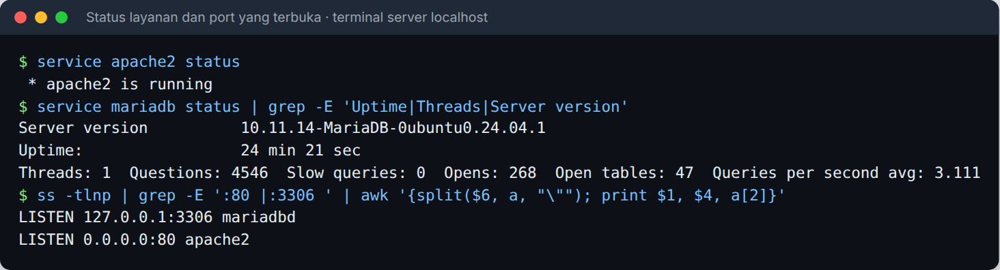 Status layanan dan port yang terbuka · terminal server localhost
$ service apache2 status
 * apache2 is running
$ service mariadb status | grep -E 'Uptime|Threads|Server version'
Server version          10.11.14-MariaDB-0ubuntu0.24.04.1
Uptime:                 24 min 21 sec
Threads: 1  Questions: 4546  Slow queries: 0  Opens: 268  Open tables: 47  Queries per second avg: 3.111
$ ss -tlnp | grep -E ':80 |:3306 ' | awk '{split($6, a, "\""); print $1, $4, a[2]}'
LISTEN 127.0.0.1:3306 mariadbd
LISTEN 0.0.0.0:80 apache2